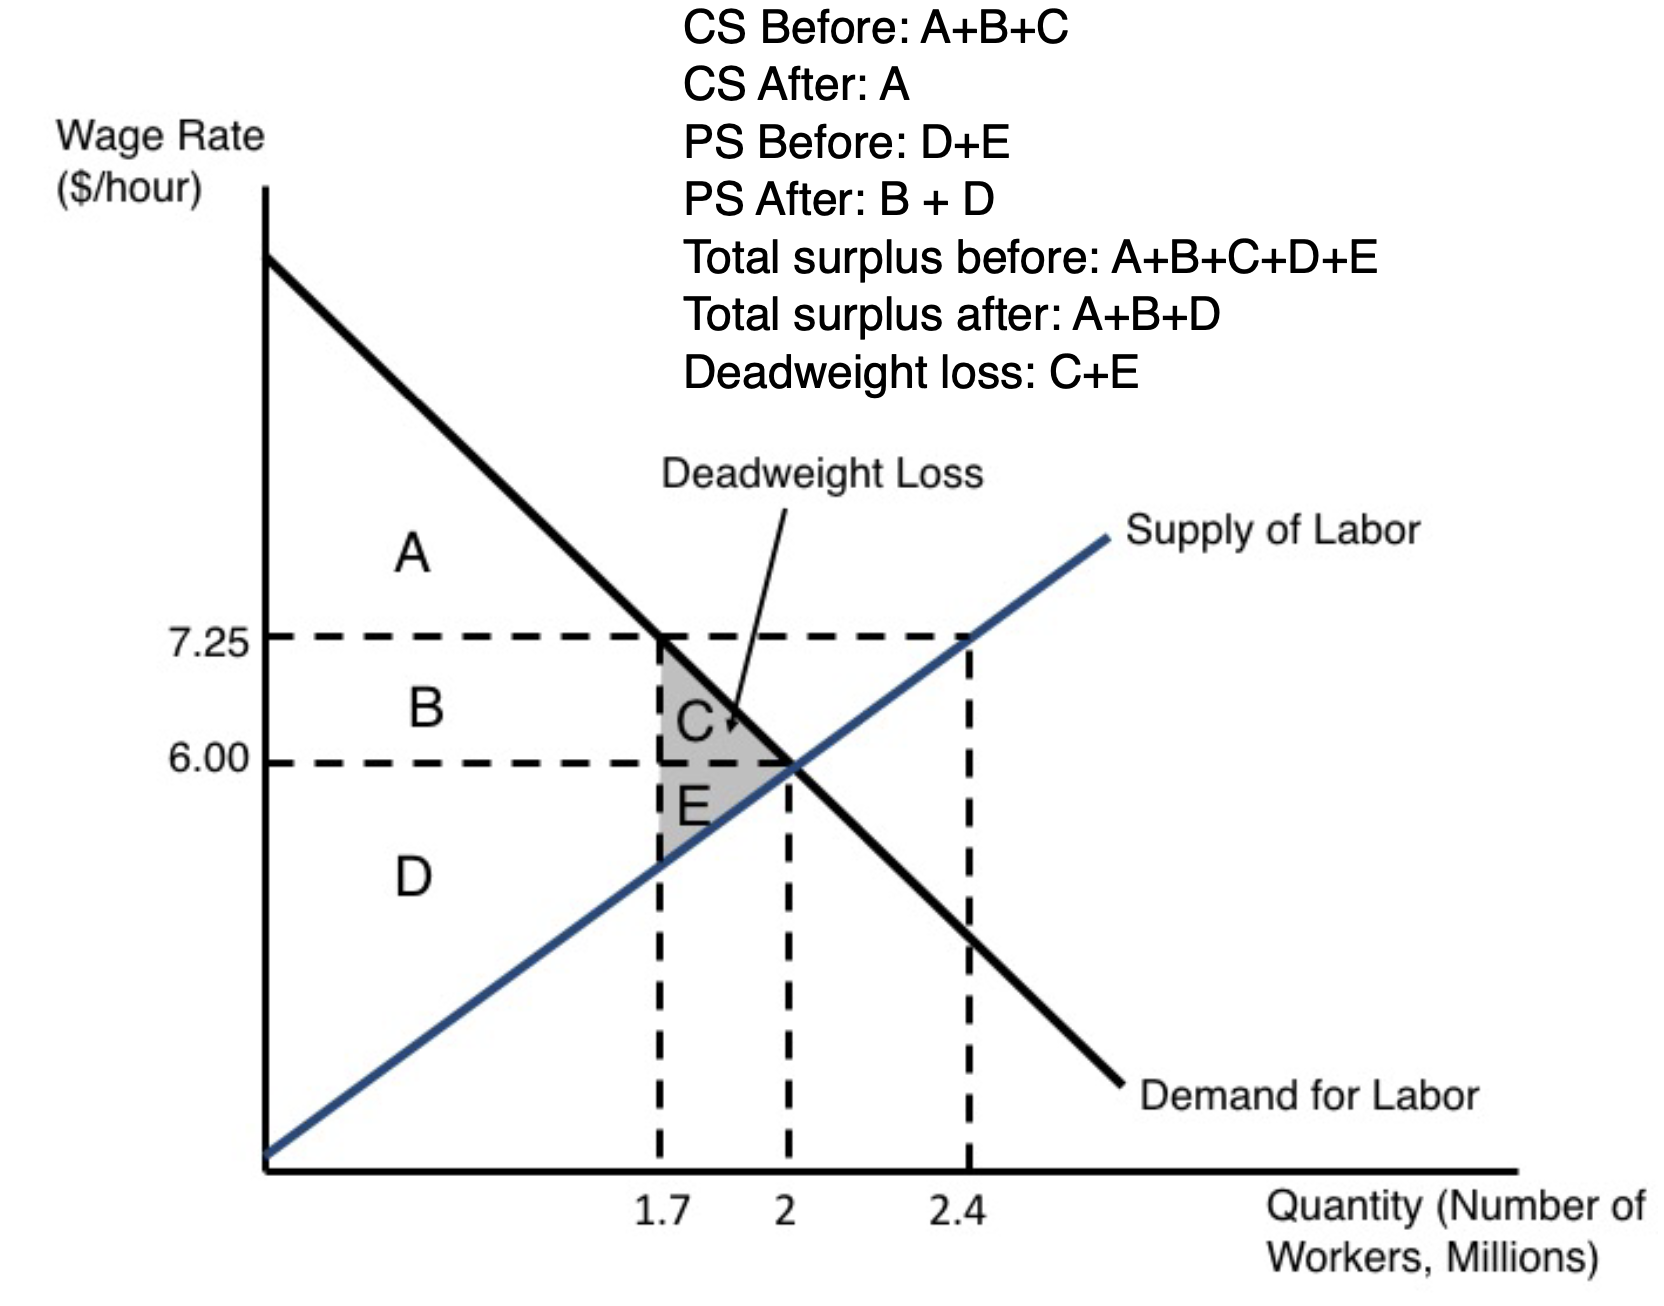 CS Before: A+B+C
CS After: A
PS Before: D+E
PS After: B + D
Total surplus before: A+B+C+D+E
Total surplus after: A+B+D
Deadweight loss: C+E
Wage Rate
($/hour)
Deadweight Loss
Supply of Labor
A
7.25
B
C
6.00
E
D
Demand for Labor
1.7
2
2.4
Quantity (Number of
Workers, Millions)